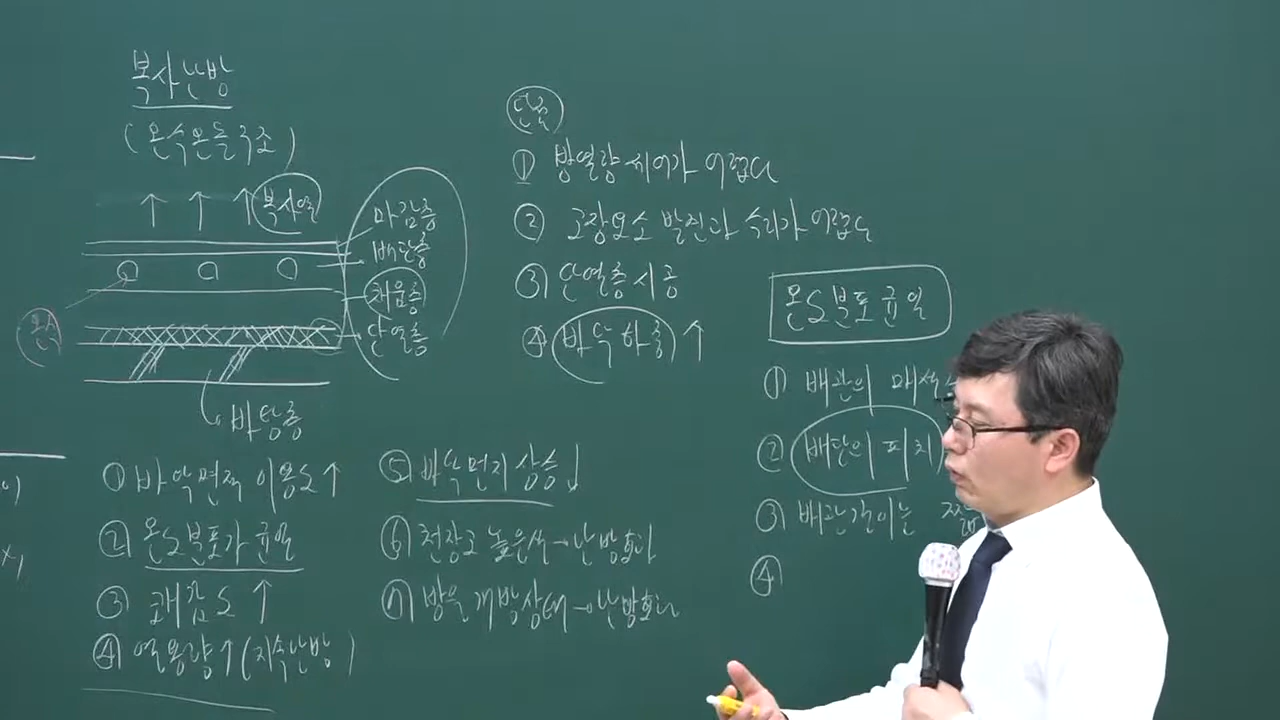 복사난방
(온수온돌구조)
복사열
마감층
배관층
채움층
단열층
온수
바탕층
① 바닥면적 이용도↑
② 온도분포가 균일
③ 쾌감도 ↑
④ 열용량↑(지속난방)
⑤ 바닥먼지 상승↓
⑥ 천장고 높은곳→난방효과
⑦ 방을 개방상태→난방효과
단점
① 방열량 제어가 어렵다
② 고장요소 발견과 수리가 어렵다
③ 단열층 시공
④ 바닥하중↑
온도분포 균일
① 배관의 매설
② 배관의 피치
③ 배관길이는
④